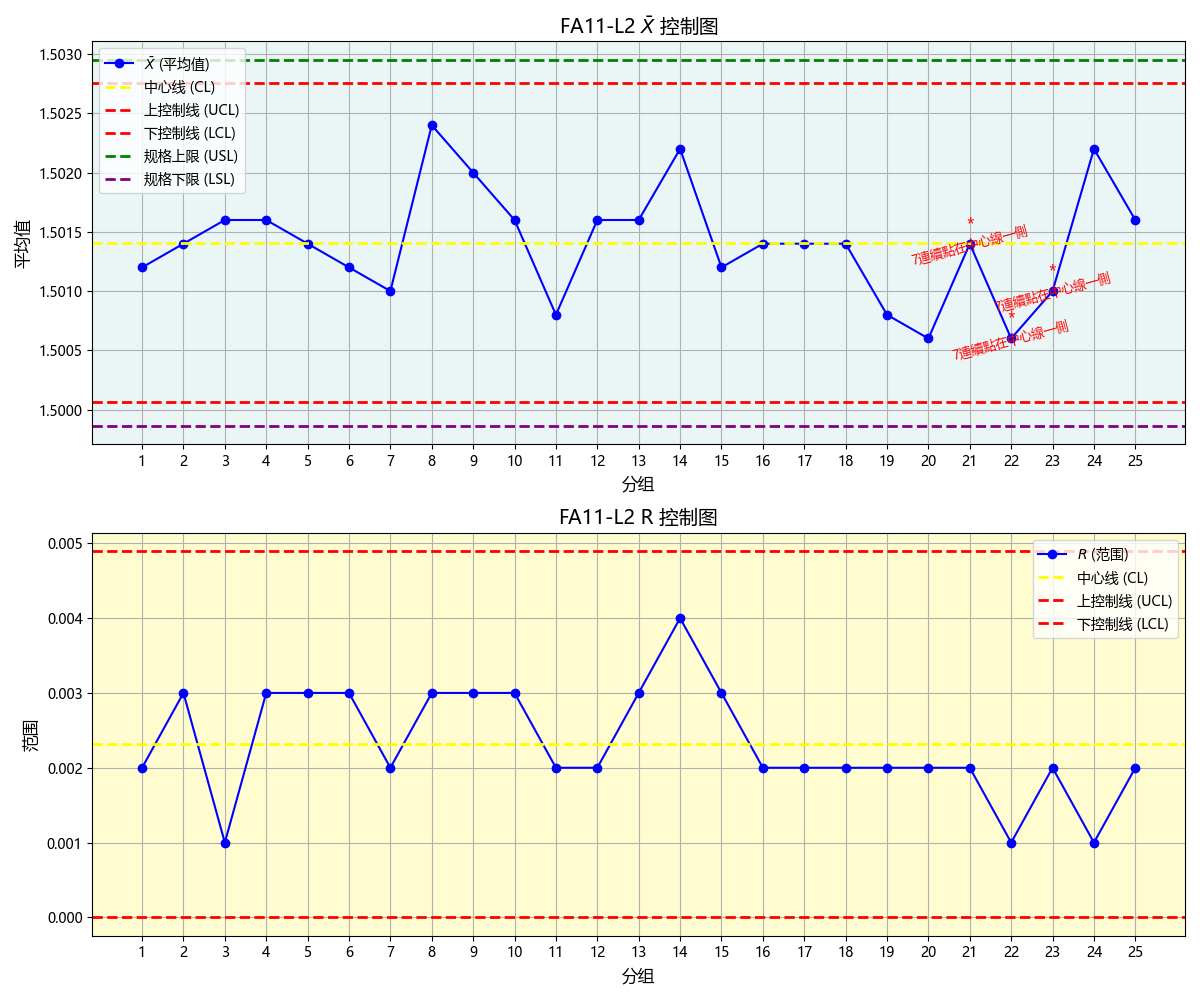 FA11-L2 X̄ 控制图
1.5030
1.5025
1.5020
1.5015
1.5010
1.5005
1.5000
平均值
X̄ (平均值)
中心线 (CL)
上控制线 (UCL)
下控制线 (LCL)
规格上限 (USL)
规格下限 (LSL)
*
7連續點在中心線一側
*
7連續點在中心線一側
*
7連續點在中心線一側
1 2 3 4 5 6 7 8 9 10 11 12 13 14 15 16 17 18 19 20 21 22 23 24 25
分组
FA11-L2 R 控制图
0.005
0.004
0.003
0.002
0.001
0.000
范围
R (范围)
中心线 (CL)
上控制线 (UCL)
下控制线 (LCL)
1 2 3 4 5 6 7 8 9 10 11 12 13 14 15 16 17 18 19 20 21 22 23 24 25
分组